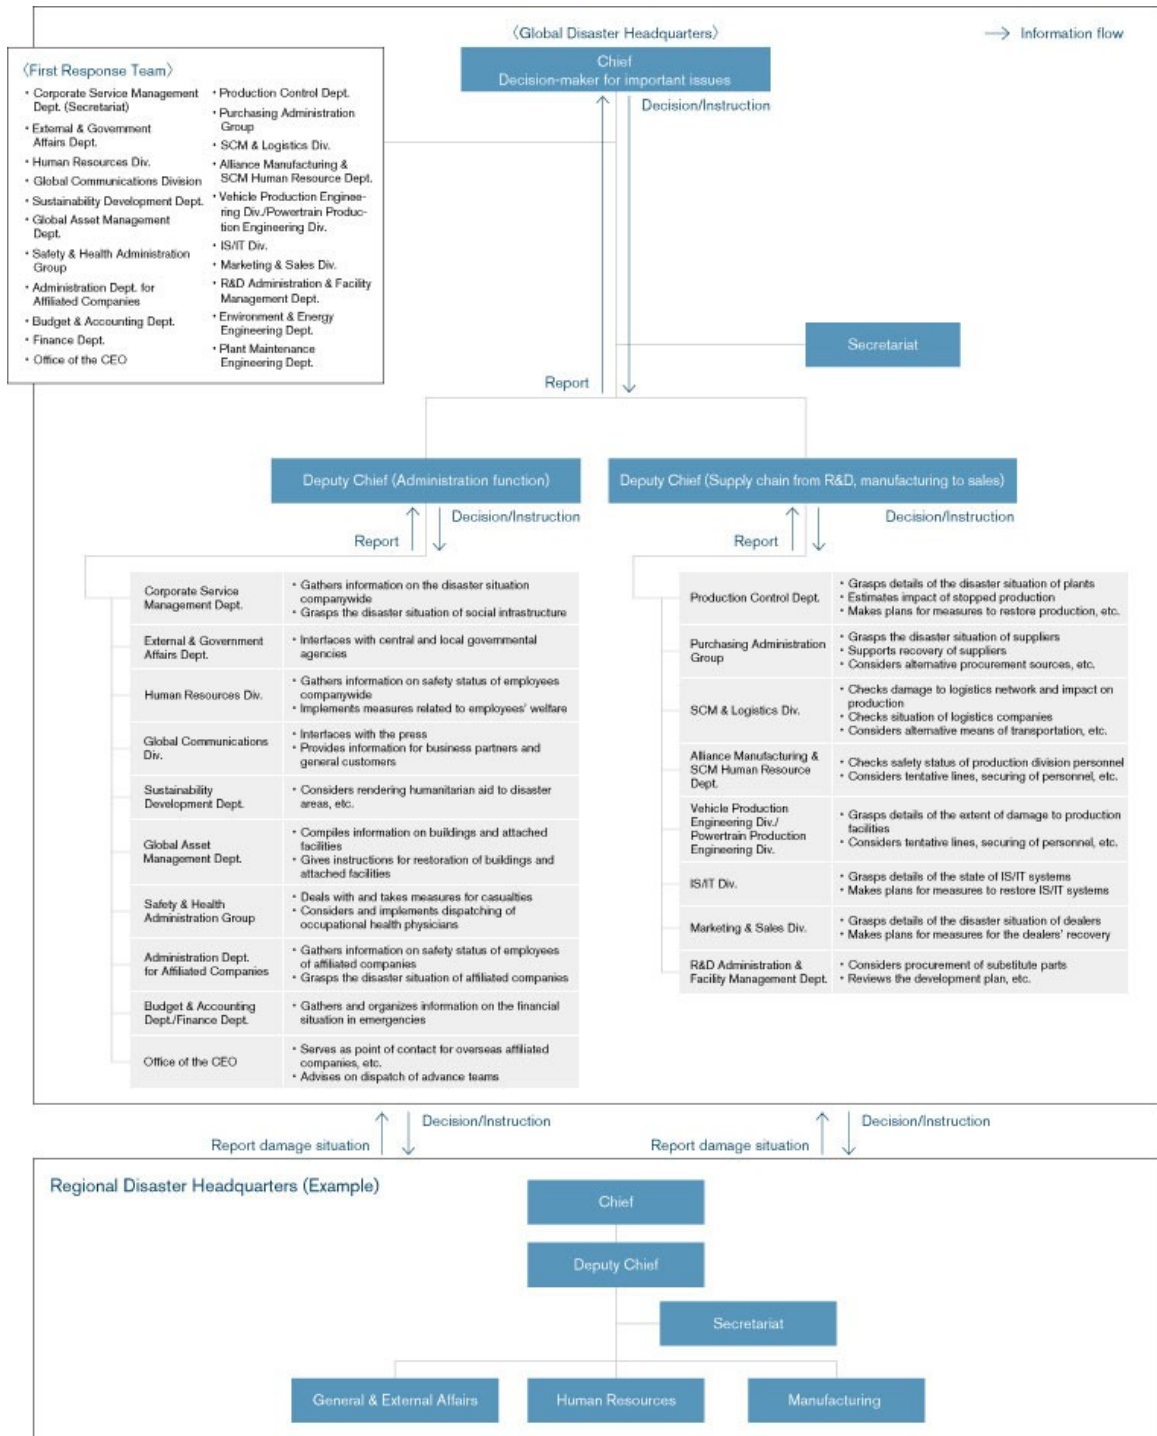 〈Global Disaster Headquarters〉
→ Information flow
Chief
Decision-maker for important issues
Decision/Instruction
〈First Response Team〉
・Corporate Service Management
Dept. (Secretariat)
・External & Government
Affairs Dept.
・Human Resources Div.
・Global Communications Division
・Sustainability Development Dept.
・Global Asset Management
Dept.
・Safety & Health Administration
Group
・Administration Dept. for
Affiliated Companies
・Budget & Accounting Dept.
・Finance Dept.
・Office of the CEO
・Production Control Dept.
・Purchasing Administration
Group
・SCM & Logistics Div.
・Alliance Manufacturing &
SCM Human Resource Dept.
・Vehicle Production Enginee-
ring Div./Powertrain Produc-
tion Engineering Div.
・IS/IT Div.
・Marketing & Sales Div.
・R&D Administration & Facility
Management Dept.
・Environment & Energy
Engineering Dept.
・Plant Maintenance
Engineering Dept.
Secretariat
Report
Deputy Chief (Administration function)
Decision/Instruction
Report
Corporate Service
Management Dept.
・Gathers information on the disaster situation
companywide
・Grasps the disaster situation of social infrastructure
External & Government
Affairs Dept.
・Interfaces with central and local governmental
agencies
Human Resources Div.
・Gathers information on safety status of employees
companywide
・Implements measures related to employees' welfare
Global Communications
Div.
・Interfaces with the press
・Provides information for business partners and
general customers
Sustainability
Development Dept.
・Considers rendering humanitarian aid to disaster
areas, etc.
Global Asset
Management Dept.
・Compiles information on buildings and attached
facilities
・Gives instructions for restoration of buildings and
attached facilities
Safety & Health
Administration Group
・Deals with and takes measures for casualties
・Considers and implements dispatching of
occupational health physicians
Administration Dept.
for Affiliated Companies
・Gathers information on safety status of employees
of affiliated companies
・Grasps the disaster situation of affiliated companies
Budget & Accounting
Dept./Finance Dept.
・Gathers and organizes information on the financial
situation in emergencies
Office of the CEO
・Serves as point of contact for overseas affiliated
companies, etc.
・Advises on dispatch of advance teams
Deputy Chief (Supply chain from R&D, manufacturing to sales)
Decision/Instruction
Report
Production Control Dept.
・Grasps details of the disaster situation of plants
・Estimates impact of stopped production
・Makes plans for measures to restore production, etc.
Purchasing Administration
Group
・Grasps the disaster situation of suppliers
・Supports recovery of suppliers
・Considers alternative procurement sources, etc.
SCM & Logistics Div.
・Checks damage to logistics network and impact on
production
・Checks situation of logistics companies
・Considers alternative means of transportation, etc.
Alliance Manufacturing &
SCM Human Resource
Dept.
・Checks safety status of production division personnel
・Considers tentative lines, securing of personnel, etc.
Vehicle Production
Engineering Div./
Powertrain Production
Engineering Div.
・Grasps details of the extent of damage to production
facilities
・Considers tentative lines, securing of personnel, etc.
IS/IT Div.
・Grasps details of the state of IS/IT systems
・Makes plans for measures to restore IS/IT systems
Marketing & Sales Div.
・Grasps details of the disaster situation of dealers
・Makes plans for measures for the dealers' recovery
R&D Administration &
Facility Management Dept.
・Considers procurement of substitute parts
・Reviews the development plan, etc.
Decision/Instruction
Report damage situation
Decision/Instruction
Report damage situation
Regional Disaster Headquarters (Example)
Chief
Deputy Chief
Secretariat
General & External Affairs
Human Resources
Manufacturing